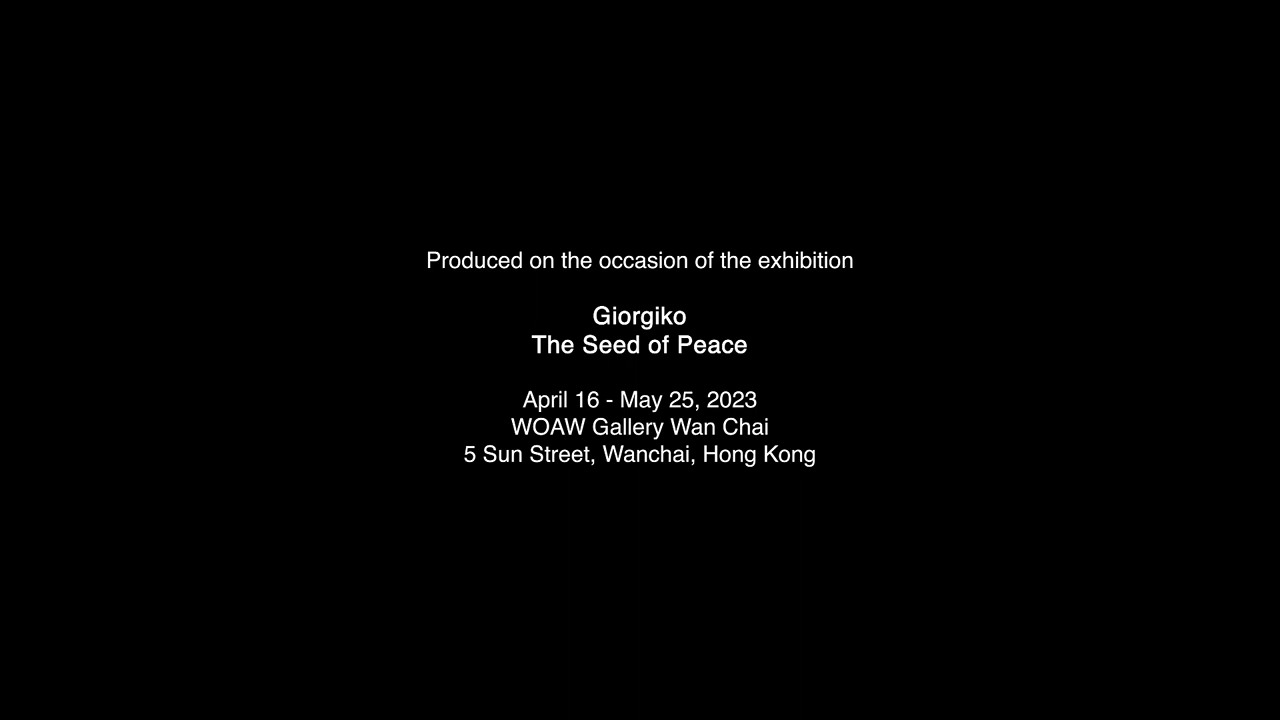 Produced on the occasion of the exhibition
Giorgiko
The Seed of Peace
April 16 - May 25, 2023
WOAW Gallery Wan Chai
5 Sun Street, Wanchai, Hong Kong